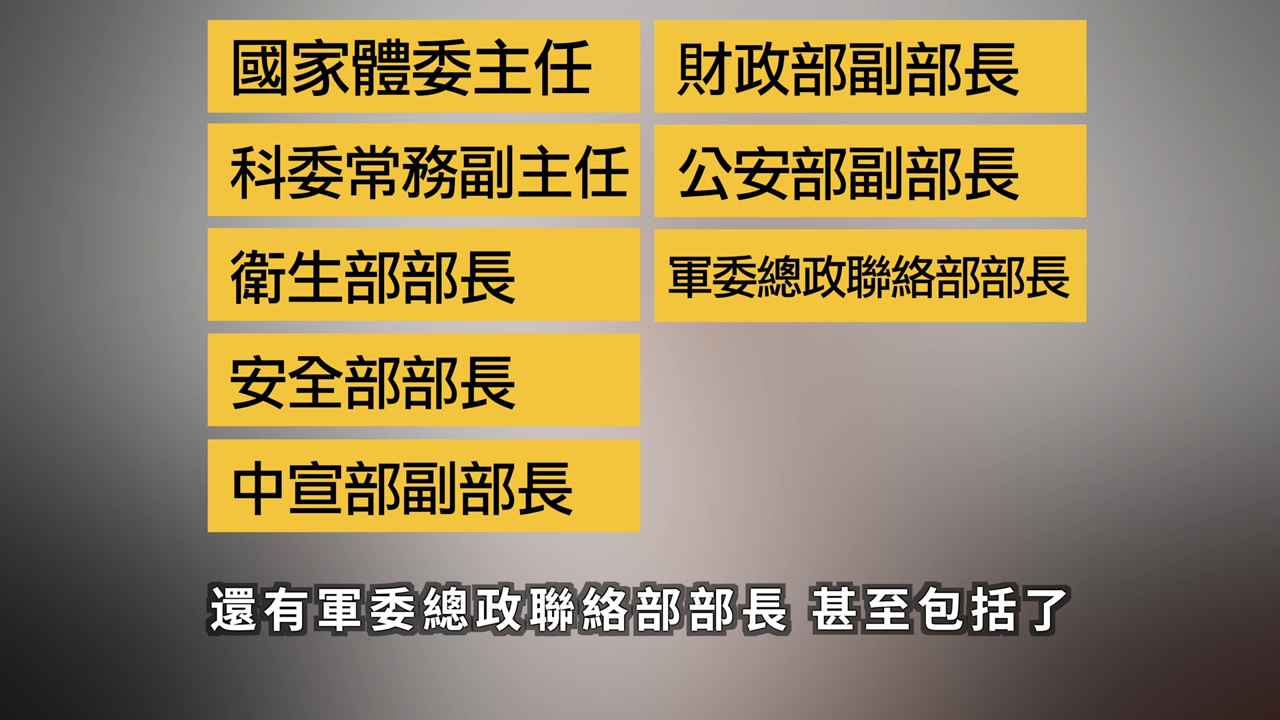 國家體委主任
科委常務副主任
衛生部部長
安全部部長
中宣部副部長
財政部副部長
公安部副部長
軍委總政聯絡部部長
還有軍委總政聯絡部部長 甚至包括了